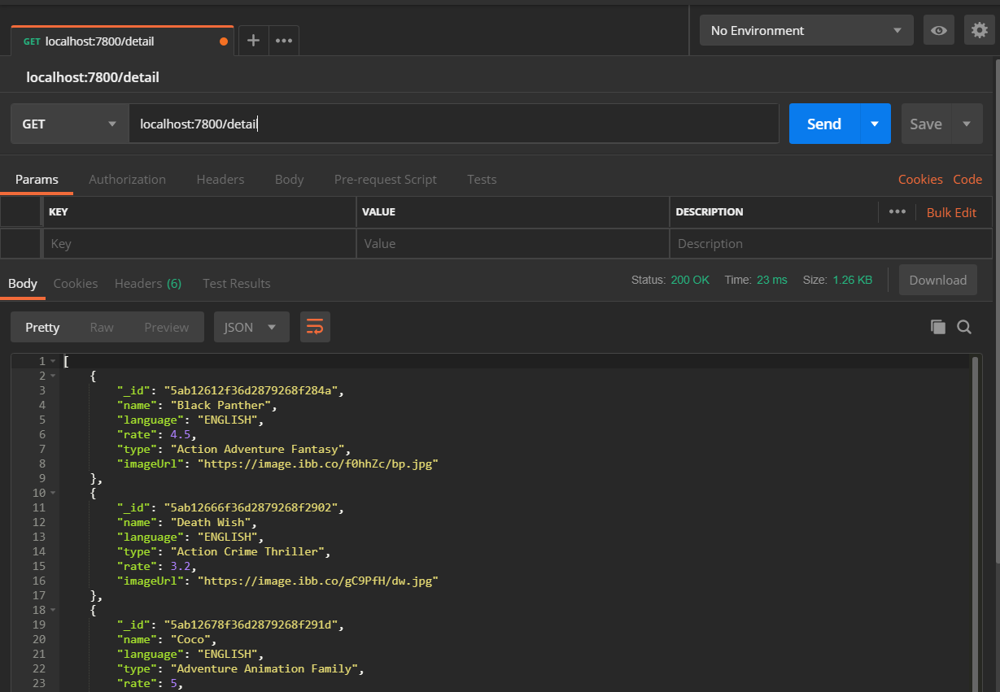 GET localhost:7800/detail + ••• No Environment
localhost:7800/detail
GET localhost:7800/detail Send Save
Params Authorization Headers Body Pre-request Script Tests Cookies Code
KEY VALUE DESCRIPTION ••• Bulk Edit
Key Value Description
Body Cookies Headers (6) Test Results Status: 200 OK Time: 23 ms Size: 1.26 KB Download
Pretty Raw Preview JSON
1 [
2 {
3 "_id": "5ab12612f36d2879268f284a",
4 "name": "Black Panther",
5 "language": "ENGLISH",
6 "rate": 4.5,
7 "type": "Action Adventure Fantasy",
8 "imageUrl": "https://image.ibb.co/f0hhZc/bp.jpg"
9 },
10 {
11 "_id": "5ab12666f36d2879268f2902",
12 "name": "Death Wish",
13 "language": "ENGLISH",
14 "type": "Action Crime Thriller",
15 "rate": 3.2,
16 "imageUrl": "https://image.ibb.co/gC9PfH/dw.jpg"
17 },
18 {
19 "_id": "5ab12678f36d2879268f291d",
20 "name": "Coco",
21 "language": "ENGLISH",
22 "type": "Adventure Animation Family",
23 "rate": 5,